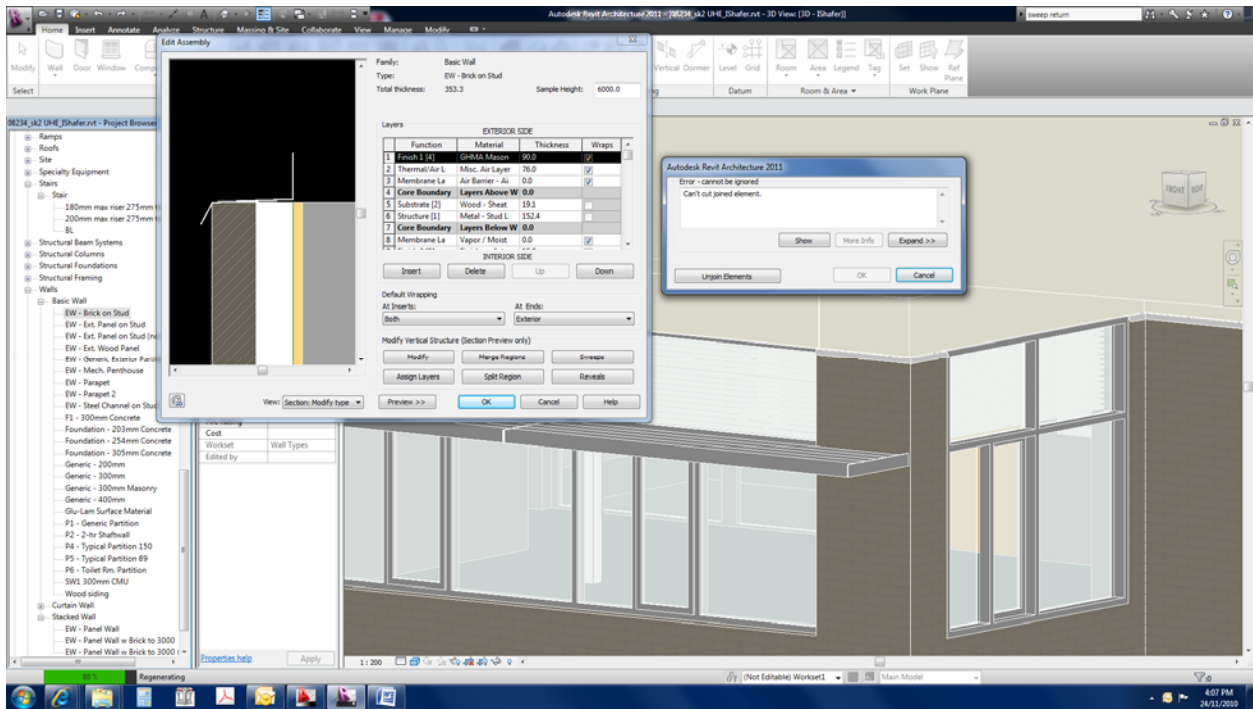 Autodesk Revit Architecture 2011 - [08234_sk2 UHE_IShafer.rvt - 3D View: {3D - IShafer}]
sweep return
Home Insert Annotate Analyze Structure Massing & Site Collaborate View Manage Modify
Modify
Wall
Door
Window
Vertical Dormer
Level Grid
Room Area Legend Tag
Set Show Ref Plane
Select
Datum
Room & Area
Work Plane
08234_sk2 UHE_IShafer.rvt - Project Browser
Ramps
Roofs
Site
Specialty Equipment
Stairs
Stair
180mm max riser 275mm
200mm max riser 275mm
BL
Structural Beam Systems
Structural Columns
Structural Foundations
Structural Framing
Walls
Basic Wall
EW - Brick on Stud
EW - Ext. Panel on Stud
EW - Ext. Panel on Stud (no
EW - Ext. Wood Panel
EW - Generic. Exterior Parti
EW - Mech. Penthouse
EW - Parapet
EW - Parapet 2
EW - Steel Channel on Stud
F1 - 300mm Concrete
Foundation - 203mm Concrete
Foundation - 254mm Concrete
Foundation - 305mm Concrete
Generic - 200mm
Generic - 300mm
Generic - 300mm Masonry
Generic - 400mm
Glu-Lam Surface Material
P1 - Generic Partition
P2 - 2-hr Shaftwall
P4 - Typical Partition 150
P5 - Typical Partition 89
P6 - Toilet Rm. Partition
SW1 300mm CMU
Wood siding
Curtain Wall
Stacked Wall
EW - Panel Wall
EW - Panel Wall w Brick to 3000
EW - Panel Wall w Brick to 3000 (
Edit Assembly
Family: Basic Wall
Type: EW - Brick on Stud
Total thickness: 353.3 Sample Height: 6000.0
Layers
EXTERIOR SIDE
Function Material Thickness Wraps
1 Finish 1 [4] GHMA Mason 90.0
2 Thermal/Air L Misc. Air Layer 76.0
3 Membrane La Air Barrier - Ai 0.0
4 Core Boundary Layers Above W 0.0
5 Substrate [2] Wood - Sheat 19.1
6 Structure [1] Metal - Stud L 152.4
7 Core Boundary Layers Below W 0.0
8 Membrane La Vapor / Moist 0.0
INTERIOR SIDE
Insert Delete Up Down
Default Wrapping
At Inserts: At Ends:
Both Exterior
Modify Vertical Structure (Section Preview only)
Modify Merge Regions Sweeps
Assign Layers Split Region Reveals
View: Section: Modify type Preview >> OK Cancel Help
Cost
Workset Wall Types
Edited by
Properties help Apply
Autodesk Revit Architecture 2011
Error - cannot be ignored
Can't cut joined element.
Show More Info Expand >>
Unjoin Elements OK Cancel
FRONT
1 : 200
88 % Regenerating
(Not Editable) Workset1 Main Model
:0
4:07 PM
24/11/2010